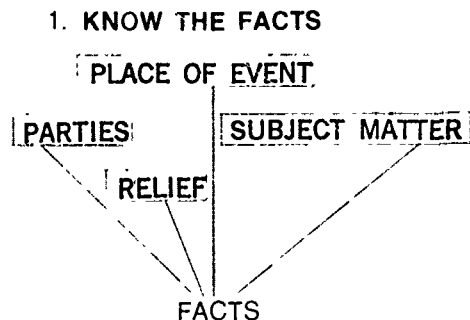 1. KNOW THE FACTS
PLACE OF EVENT
PARTIES
SUBJECT MATTER
RELIEF
FACTS